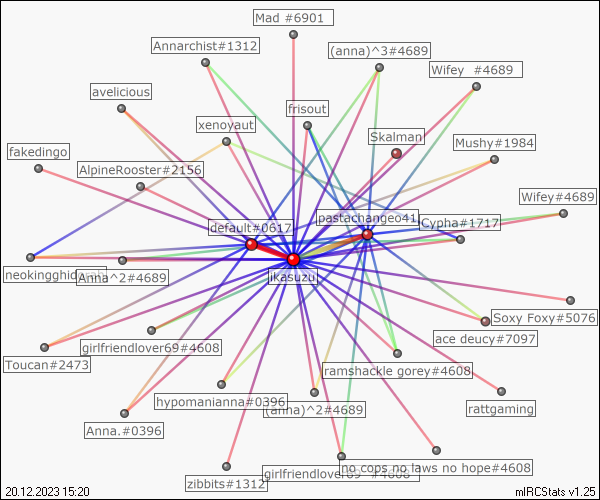 Mad #6901
Annarchist#1312
(anna)^3#4689
Wifey  #4689
avelicious
frisout
xenoyaut
Skalman
Mushy#1984
fakedingo
AlpineRooster#2156
Wifey#4689
pastachangeo41
default#0617
Cypha#1717
neokingghid
Anna^2#4689
jkasuzu
Soxy Foxy#5076
ace deucy#7097
girlfriendlover69#4608
Toucan#2473
ramshackle gorey#4608
hypomanianna#0396
(anna)^2#4689
rattgaming
Anna.#0396
no cops no laws no hope#4608
girlfriendlover69
zibbits#1312
20.12.2023 15:20
mIRCStats v1.25